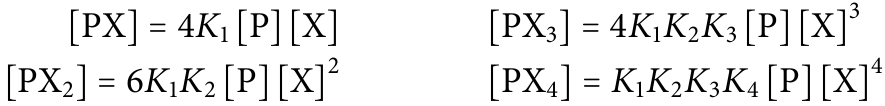 [PX] = 4K₁ [P] [X]
[PX₂] = 6K₁K₂ [P] [X]²
[PX₃] = 4K₁K₂K₃ [P] [X]³
[PX₄] = K₁K₂K₃K₄ [P] [X]⁴